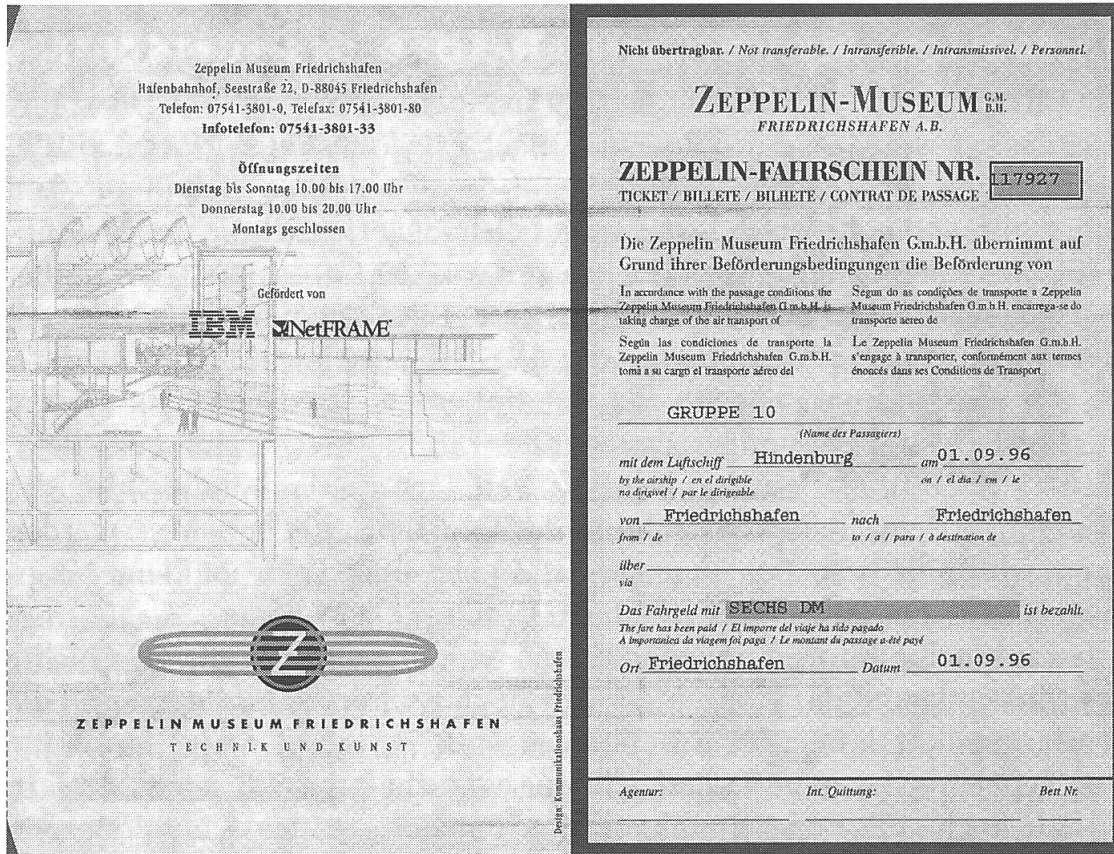 Zeppelin Museum Friedrichshafen
Hafenbahnhof, Seestraße 22, D-88045 Friedrichshafen
Telefon: 07541-3801-0, Telefax: 07541-3801-80
Infotelefon: 07541-3801-33
Öffnungszeiten
Dienstag bis Sonntag 10.00 bis 17.00 Uhr
Donnerstag 10.00 bis 20.00 Uhr
Montags geschlossen
Gefördert von
IBM NetFRAME
Z
ZEPPELIN MUSEUM FRIEDRICHSHAFEN
TECHNIK UND KUNST
Design: Kommunikationshaus Friedrichshafen
Nicht übertragbar. / Not transferable. / Intransferible. / Intransmissivel. / Personnel.
ZEPPELIN-MUSEUM G.M.B.H.
FRIEDRICHSHAFEN A.B.
ZEPPELIN-FAHRSCHEIN NR. 117927
TICKET / BILLETE / BILHETE / CONTRAT DE PASSAGE
Die Zeppelin Museum Friedrichshafen G.m.b.H. übernimmt auf
Grund ihrer Beförderungsbedingungen die Beförderung von
In accordance with the passage conditions the
Zeppelin Museum Friedrichshafen G.m.b.H. is
taking charge of the air transport of
Según las condiciones de transporte la
Zeppelin Museum Friedrichshafen G.m.b.H.
toma a su cargo el transporte aéreo del
Segun do as condições de transporte a Zeppelin
Museum Friedrichshafen G.m.b.H. encarrega-se do
transporte aereo de
Le Zeppelin Museum Friedrichshafen G.m.b.H.
s'engage à transporter, conformément aux termes
énoncés dans ses Conditions de Transport
GRUPPE 10
(Name des Passagiers)
mit dem Luftschiff Hindenburg am 01.09.96
by the airship / en el dirigible on / el dia / em / le
no dirigivel / par le dirigeable
von Friedrichshafen nach Friedrichshafen
from / de to / a / para / à destination de
über
via
Das Fahrgeld mit SECHS DM ist bezahlt.
The fare has been paid / El importe del viaje ha sido pagado
A importanica da viagem foi paga / Le montant du passage a été payé
Ort Friedrichshafen Datum 01.09.96
Agentur: Int. Quittung: Bett Nr.